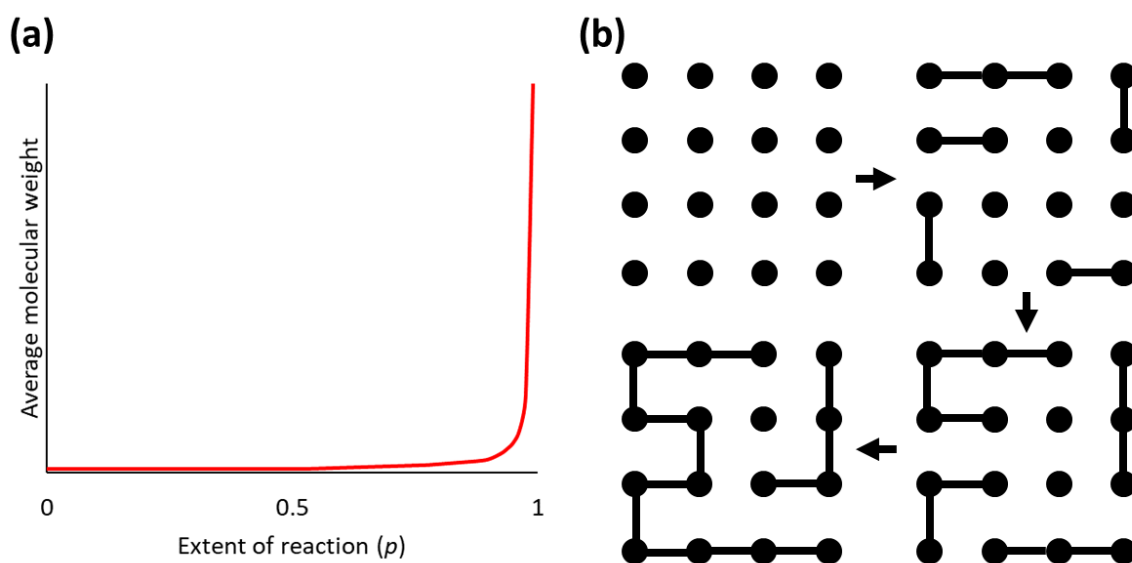 (a)
Average molecular weight
0
0.5
1
Extent of reaction (p)
(b)